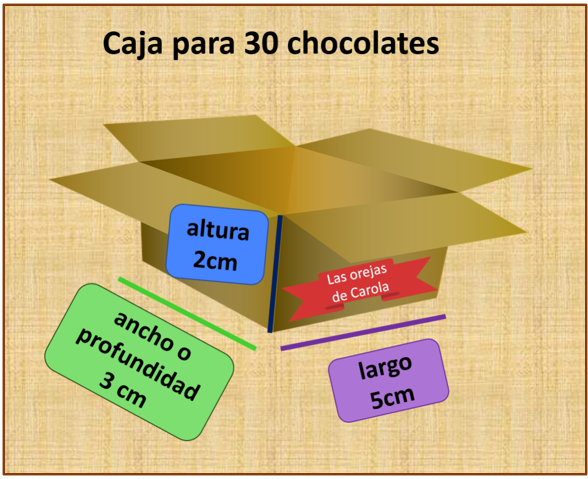 Caja para 30 chocolates
altura
2cm
Las orejas
de Carola
ancho o
profundidad
3 cm
largo
5cm